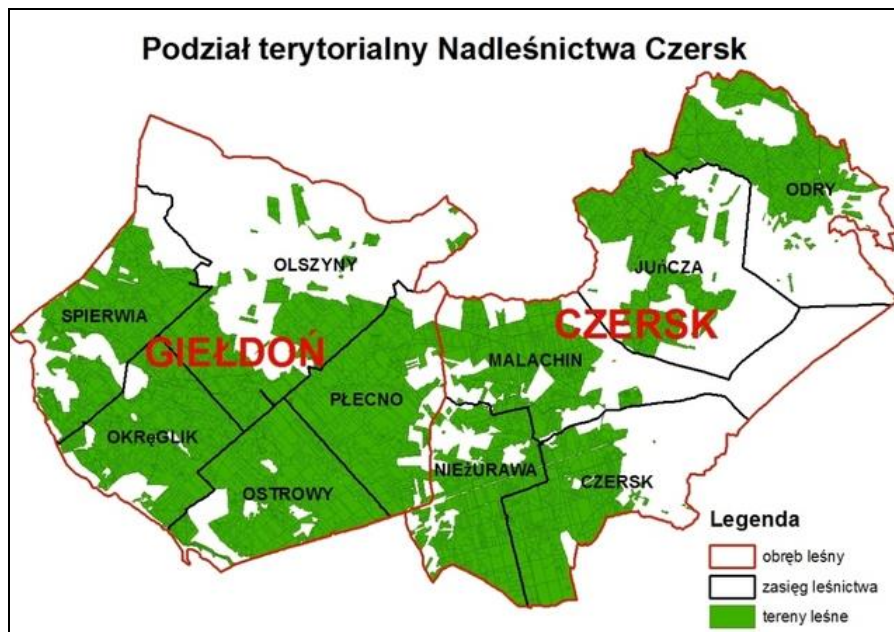 Podział terytorialny Nadleśnictwa Czersk
ODRY
OLSZYNY
JUńCZA
SPIERWIA
GIEŁDOŃ
CZERSK
MALACHIN
PŁECNO
OKRęGLIK
NIEżURAWA
CZERSK
OSTROWY
Legenda
obręb leśny
zasięg leśnictwa
tereny leśne